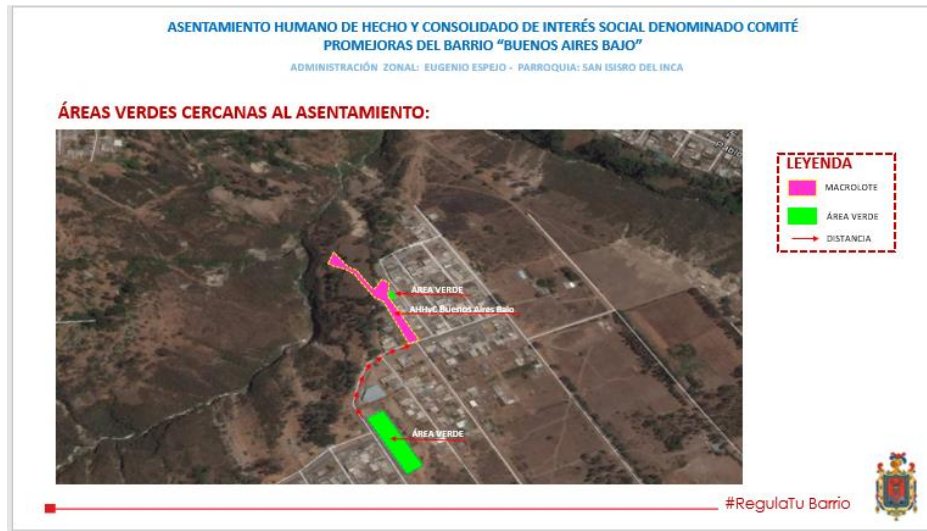 ASENTAMIENTO HUMANO DE HECHO Y CONSOLIDADO DE INTERÉS SOCIAL DENOMINADO COMITÉ
PROMEJORAS DEL BARRIO “BUENOS AIRES BAJO”
ADMINISTRACIÓN ZONAL: EUGENIO ESPEJO - PARROQUIA: SAN ISISRO DEL INCA
ÁREAS VERDES CERCANAS AL ASENTAMIENTO:
LEYENDA
MACROLOTE
ÁREA VERDE
DISTANCIA
ÁREA VERDE
AHHyC Buenos Aires Bajo
ÁREA VERDE
#RegulaTu Barrio